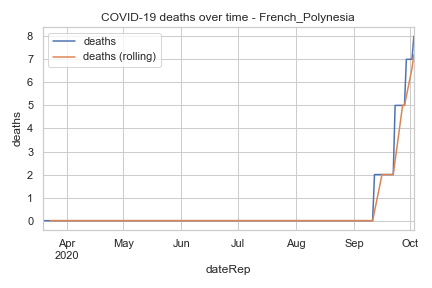 COVID-19 deaths over time - French_Polynesia
deaths
deaths (rolling)
deaths
8
7
6
5
4
3
2
1
0
Apr
2020
May
Jun
Jul
Aug
Sep
Oct
dateRep